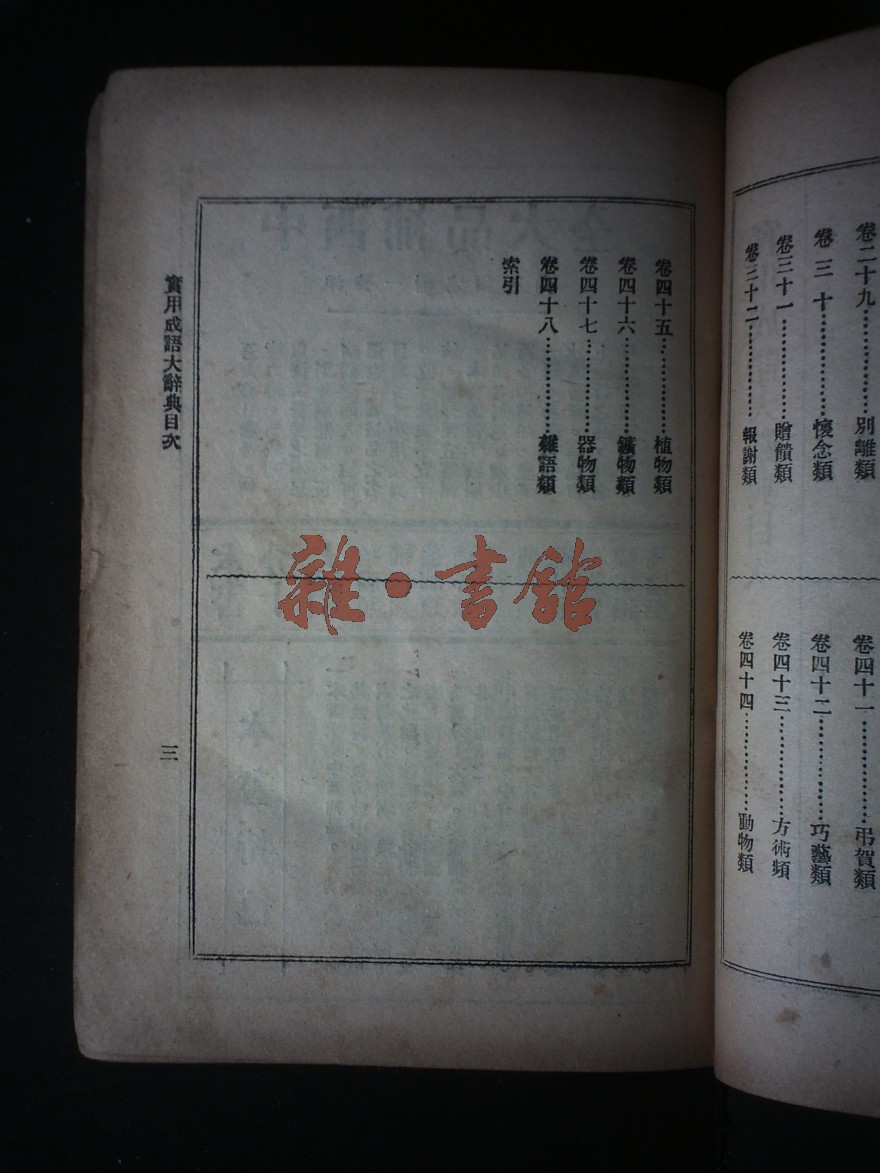 卷二十九……………別離類
卷三十……………懷念類
卷三十一……………贈饋類
卷三十二……………報謝類
卷四十一……………弔賀類
卷四十二……………巧藝類
卷四十三……………方術類
卷四十四……………動物類
卷四十五……………植物類
卷四十六……………鑛物類
卷四十七……………器物類
卷四十八……………雜語類
索引
實用成語大辭典目次
三
雜·書館